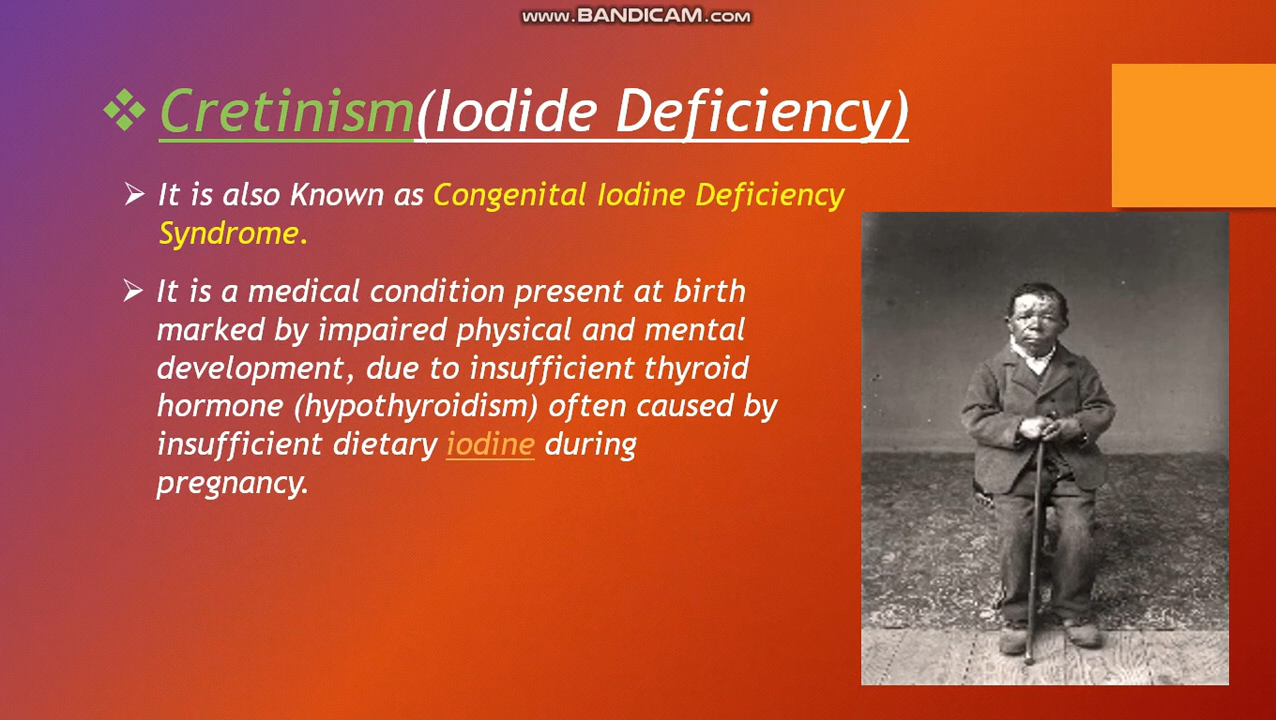 www.BANDICAM.com
Cretinism(Iodide Deficiency)
It is also Known as Congenital Iodine Deficiency
Syndrome.
It is a medical condition present at birth
marked by impaired physical and mental
development, due to insufficient thyroid
hormone (hypothyroidism) often caused by
insufficient dietary iodine during
pregnancy.